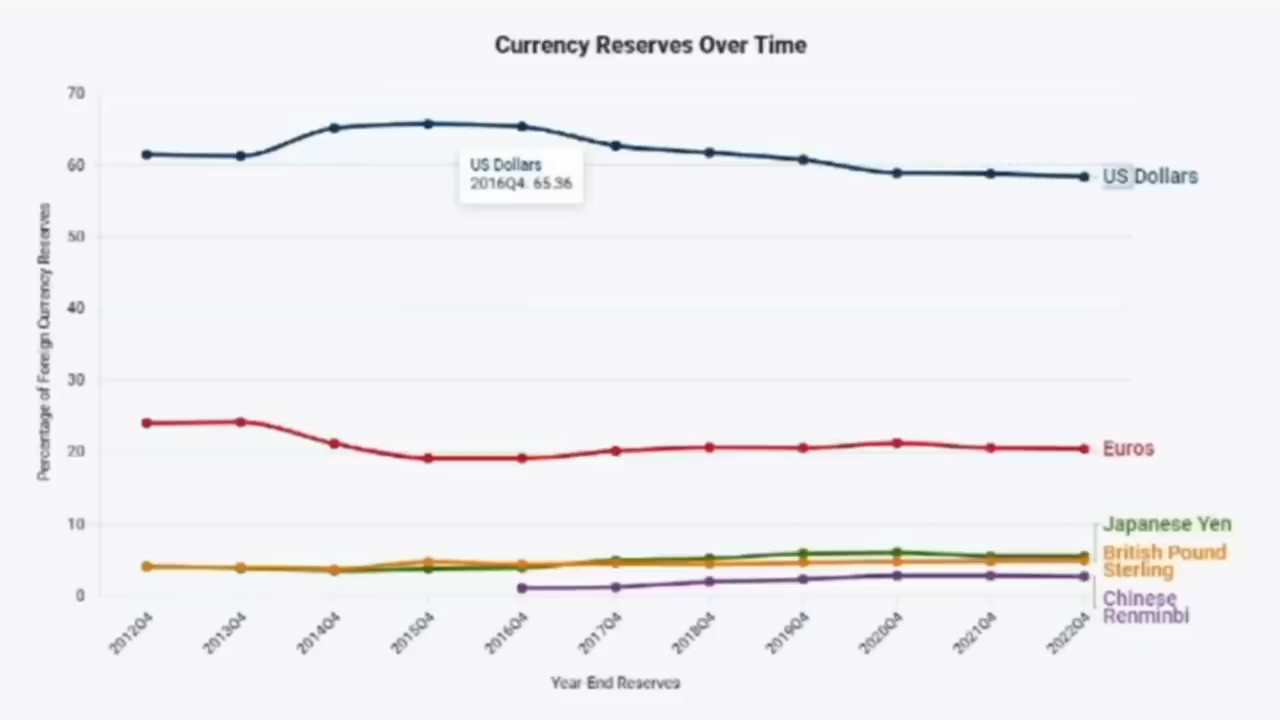 Currency Reserves Over Time
70
60
50
40
30
20
10
0
Percentage of Foreign Currency Reserves
US Dollars
2016Q4: 65.36
US Dollars
Euros
Japanese Yen
British Pound
Sterling
Chinese
Renminbi
2012Q4
2013Q4
2014Q4
2015Q4
2016Q4
2017Q4
2018Q4
2019Q4
2020Q4
2021Q4
2022Q4
Year-End Reserves